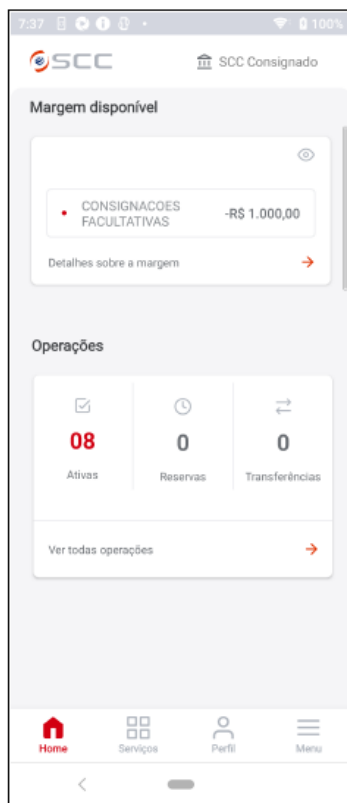 7:37
100%
SCC
SCC Consignado
Margem disponível
CONSIGNACOES
FACULTATIVAS
-R$ 1.000,00
Detalhes sobre a margem
Operações
08
0
0
Ativas
Reservas
Transferências
Ver todas operações
Home
Serviços
Perfil
Menu